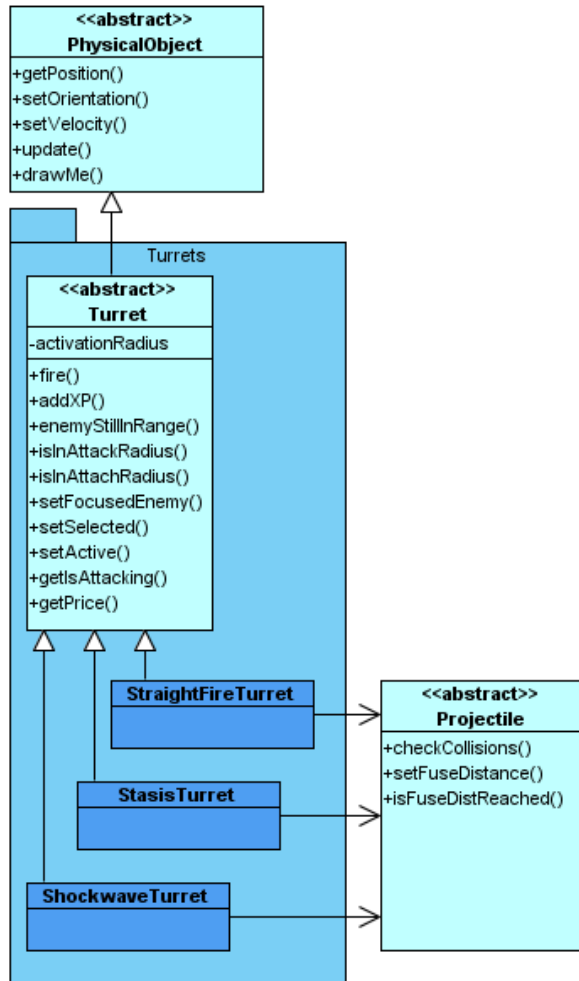 <<abstract>>
PhysicalObject
+getPosition()
+setOrientation()
+setVelocity()
+update()
+drawMe()
Turrets
<<abstract>>
Turret
-activationRadius
+fire()
+addXP()
+enemyStillInRange()
+isInAttackRadius()
+isInAttachRadius()
+setFocusedEnemy()
+setSelected()
+setActive()
+getIsAttacking()
+getPrice()
StraightFireTurret
StasisTurret
ShockwaveTurret
<<abstract>>
Projectile
+checkCollisions()
+setFuseDistance()
+isFuseDistReached()